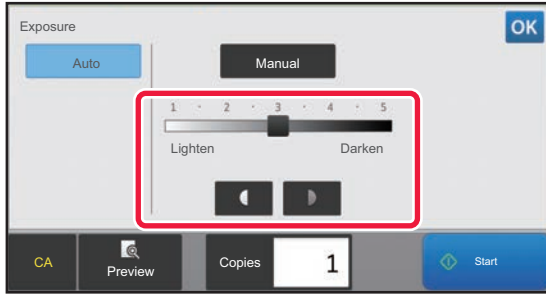 Exposure
OK
Auto
Manual
1 · 2 · 3 · 4 · 5
Lighten Darken
CA
Preview
Copies
1
Start